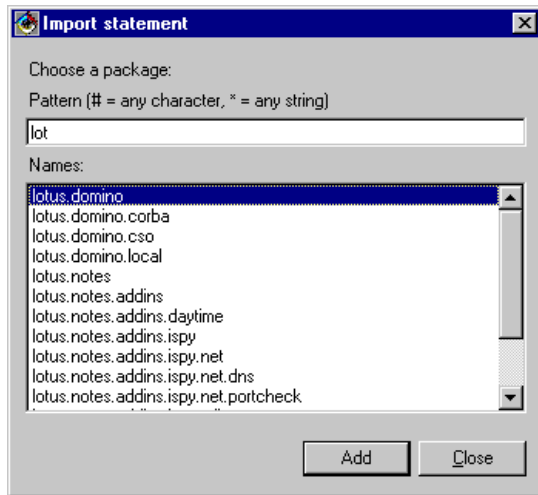 Import statement
Choose a package:
Pattern (# = any character, * = any string)
lot
Names:
lotus.domino
lotus.domino.corba
lotus.domino.cso
lotus.domino.local
lotus.notes
lotus.notes.addins
lotus.notes.addins.daytime
lotus.notes.addins.ispy
lotus.notes.addins.ispy.net
lotus.notes.addins.ispy.net.dns
lotus.notes.addins.ispy.net.portcheck
Add
Close